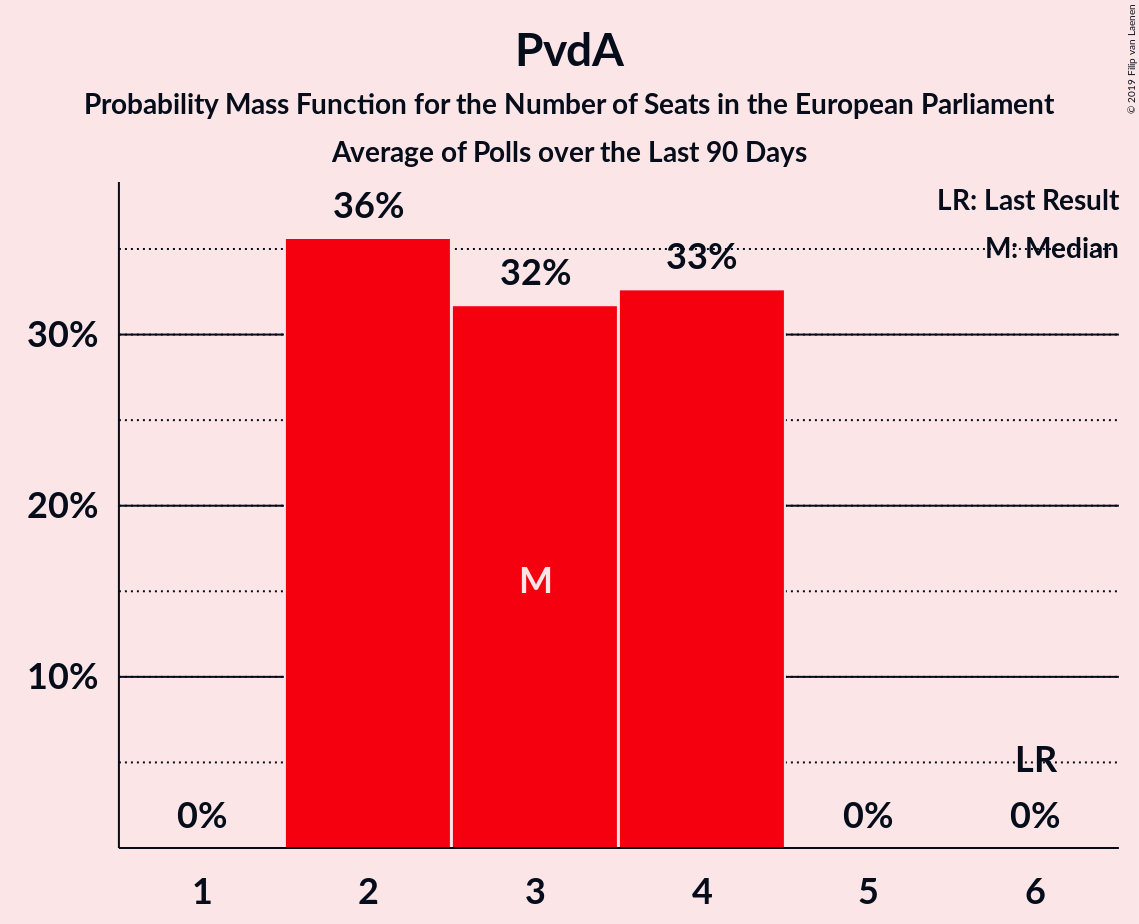 PvdA
Probability Mass Function for the Number of Seats in the European Parliament
Average of Polls over the Last 90 Days
© 2019 Filip van Laenen
LR: Last Result
M: Median
36%
32%
33%
30%
20%
10%
M
LR
0%
0%
0%
1
2
3
4
5
6